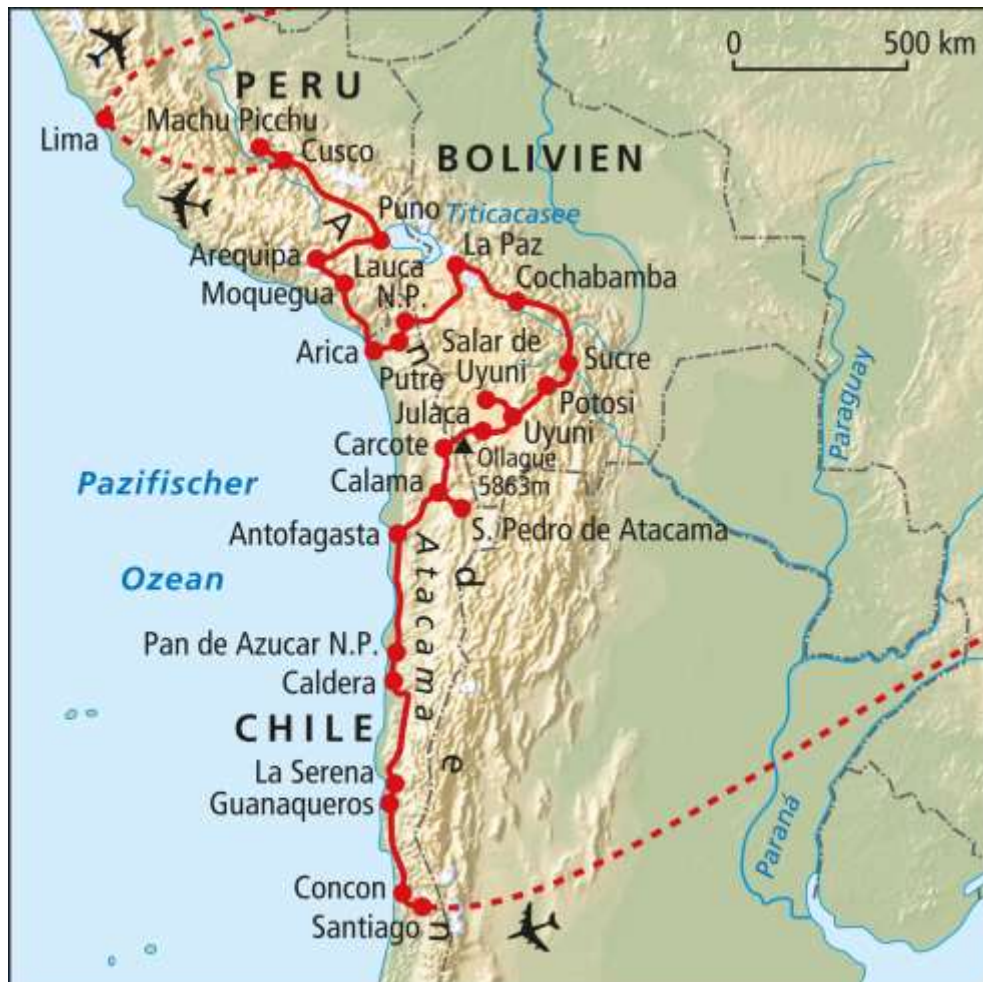 0 500 km
PERU
Machu Picchu
Lima
Cusco
BOLIVIEN
Puno
Titicacasee
La Paz
Arequipa
Lauca
N.P.
Moquegua
Cochabamba
Arica
Putre
Salar de
Uyuni
Sucre
Potosi
Julaca
Uyuni
Carcote
Ollague
5863m
Calama
S. Pedro de Atacama
Antofagasta
Pazifischer
Ozean
Atacama
Anden
Pan de Azucar N.P.
Caldera
CHILE
La Serena
Guanaqueros
Concon
Santiago
Paraguay
Paraná